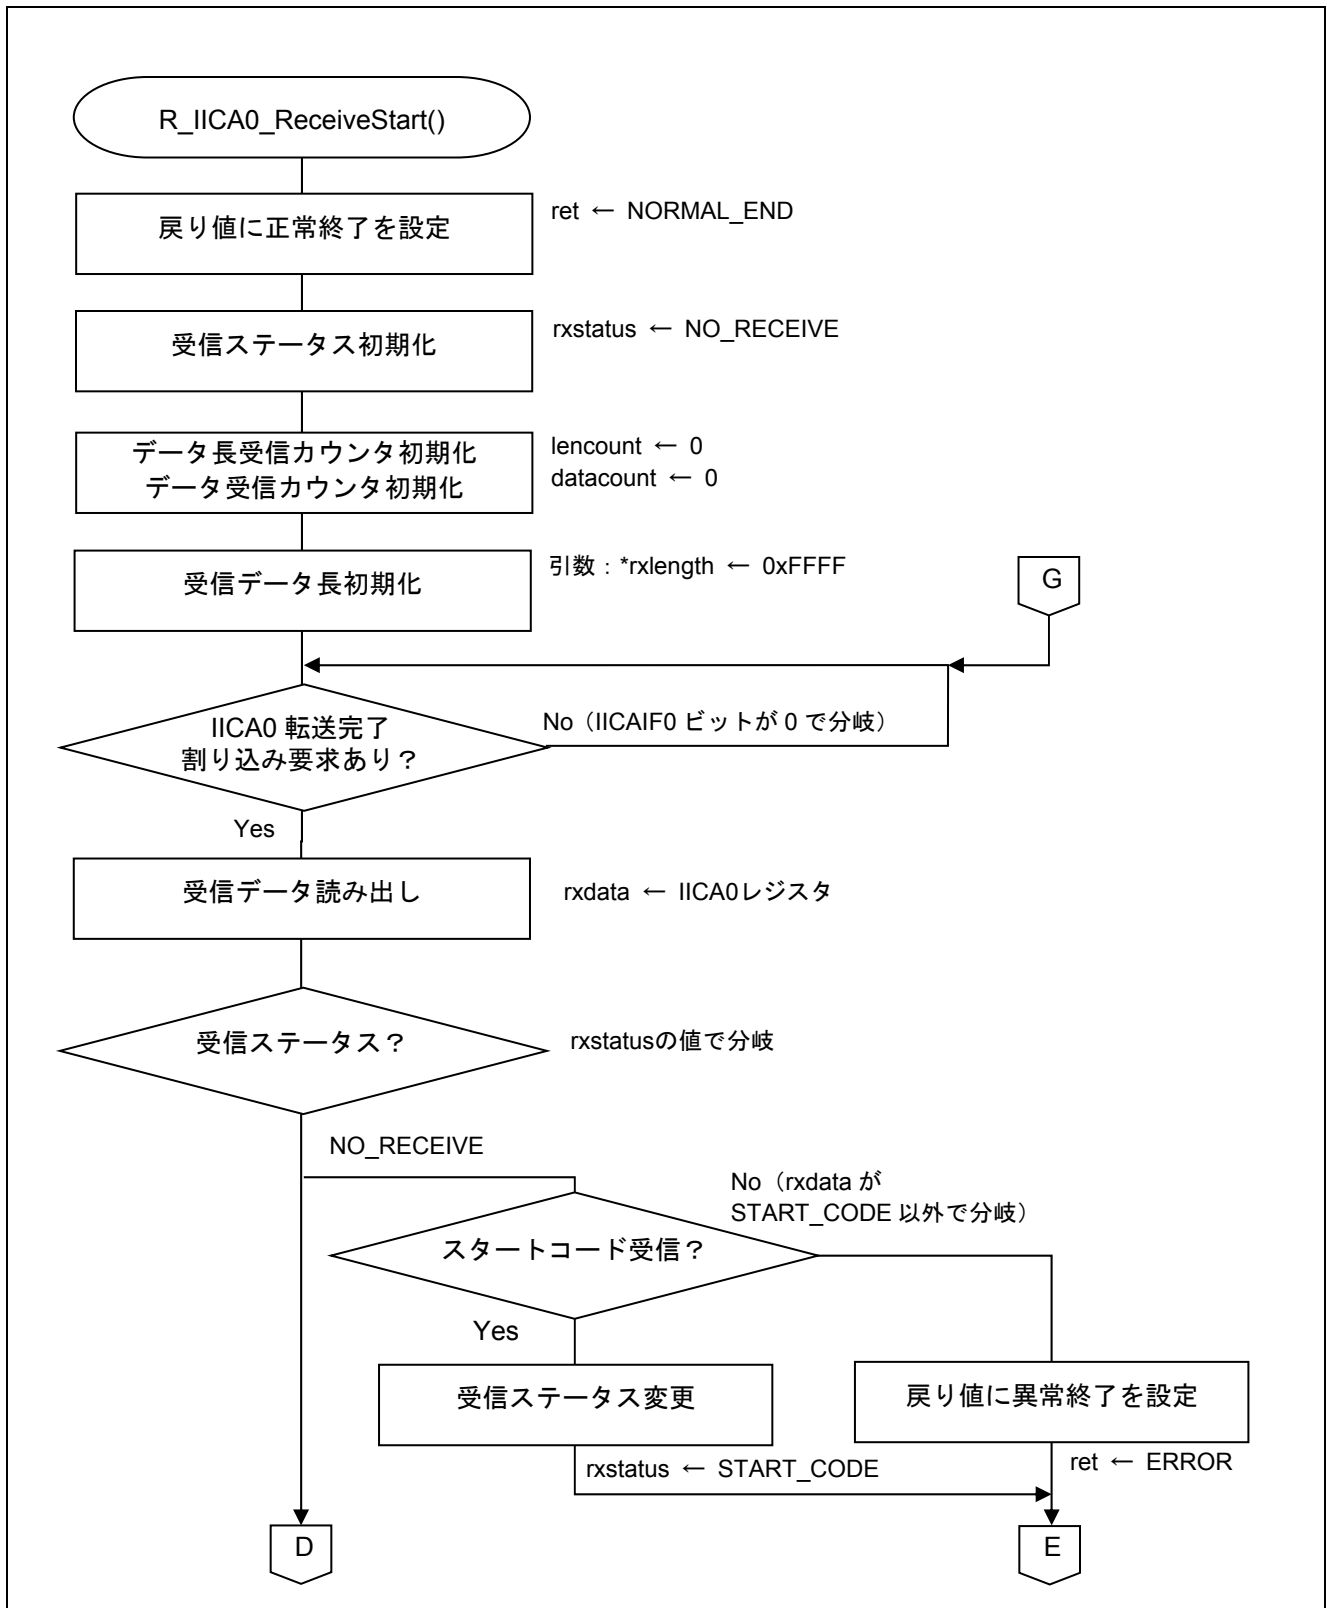 R_IICA0_ReceiveStart()
戻り値に正常終了を設定
ret ← NORMAL_END
受信ステータス初期化
rxstatus ← NO_RECEIVE
データ長受信カウンタ初期化
データ受信カウンタ初期化
lencount ← 0
datacount ← 0
受信データ長初期化
引数：*rxlength ← 0xFFFF
G
IICA0 転送完了
割り込み要求あり？
No（IICAIF0 ビットが 0 で分岐）
Yes
受信データ読み出し
rxdata ← IICA0レジスタ
受信ステータス？
rxstatusの値で分岐
NO_RECEIVE
No（rxdata が
START_CODE 以外で分岐）
スタートコード受信？
Yes
受信ステータス変更
戻り値に異常終了を設定
rxstatus ← START_CODE
ret ← ERROR
D
E